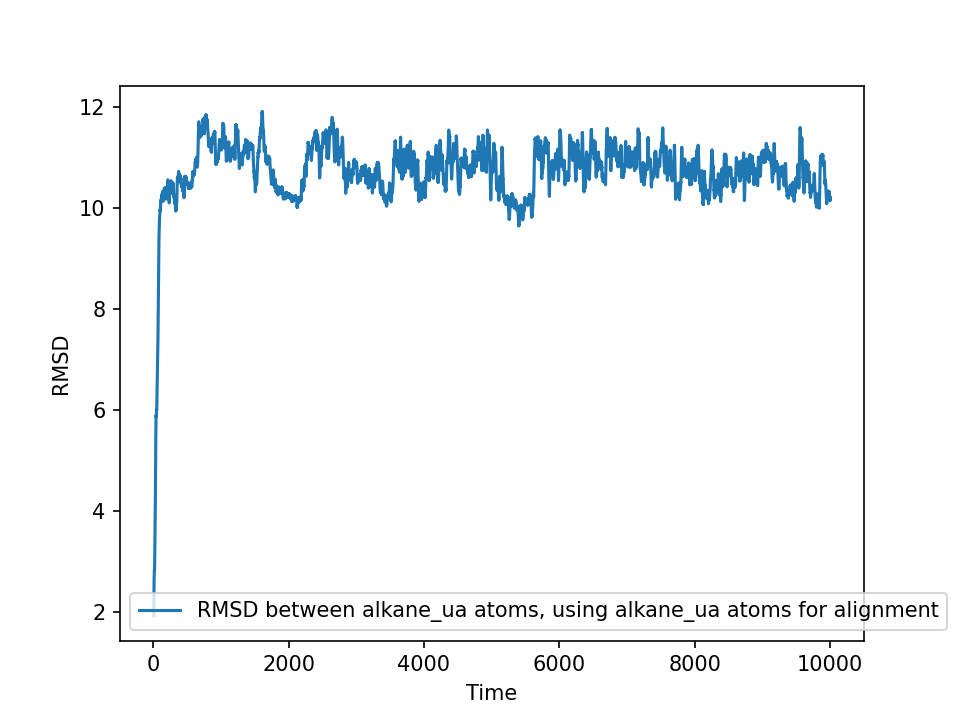 12
10
8
6
4
2
RMSD
RMSD between alkane_ua atoms, using alkane_ua atoms for alignment
0 2000 4000 6000 8000 10000
Time